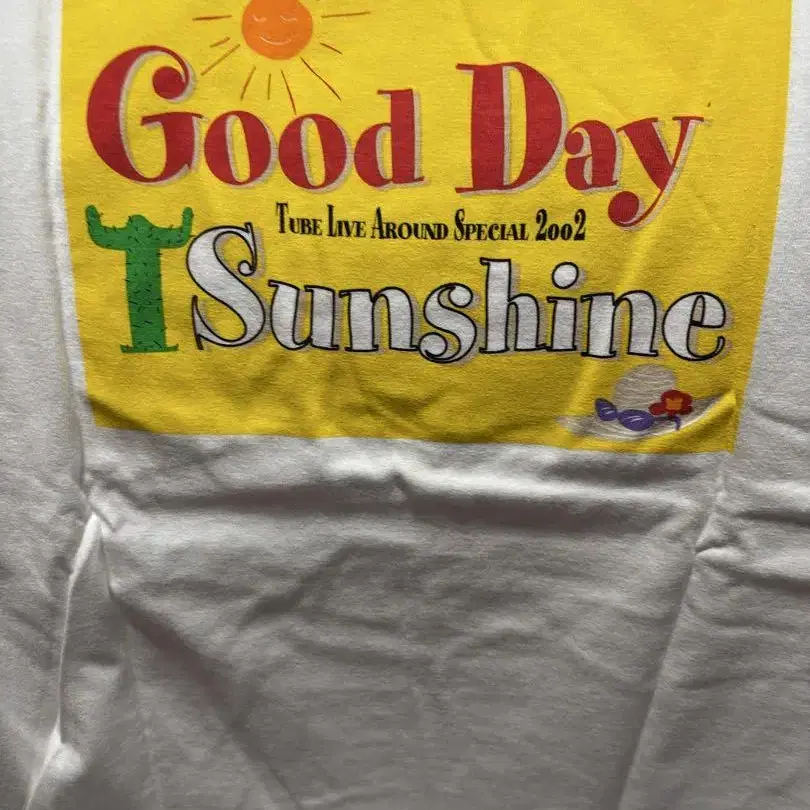 Good Day
TUBE LIVE AROUND SPECIAL 2002
Sunshine